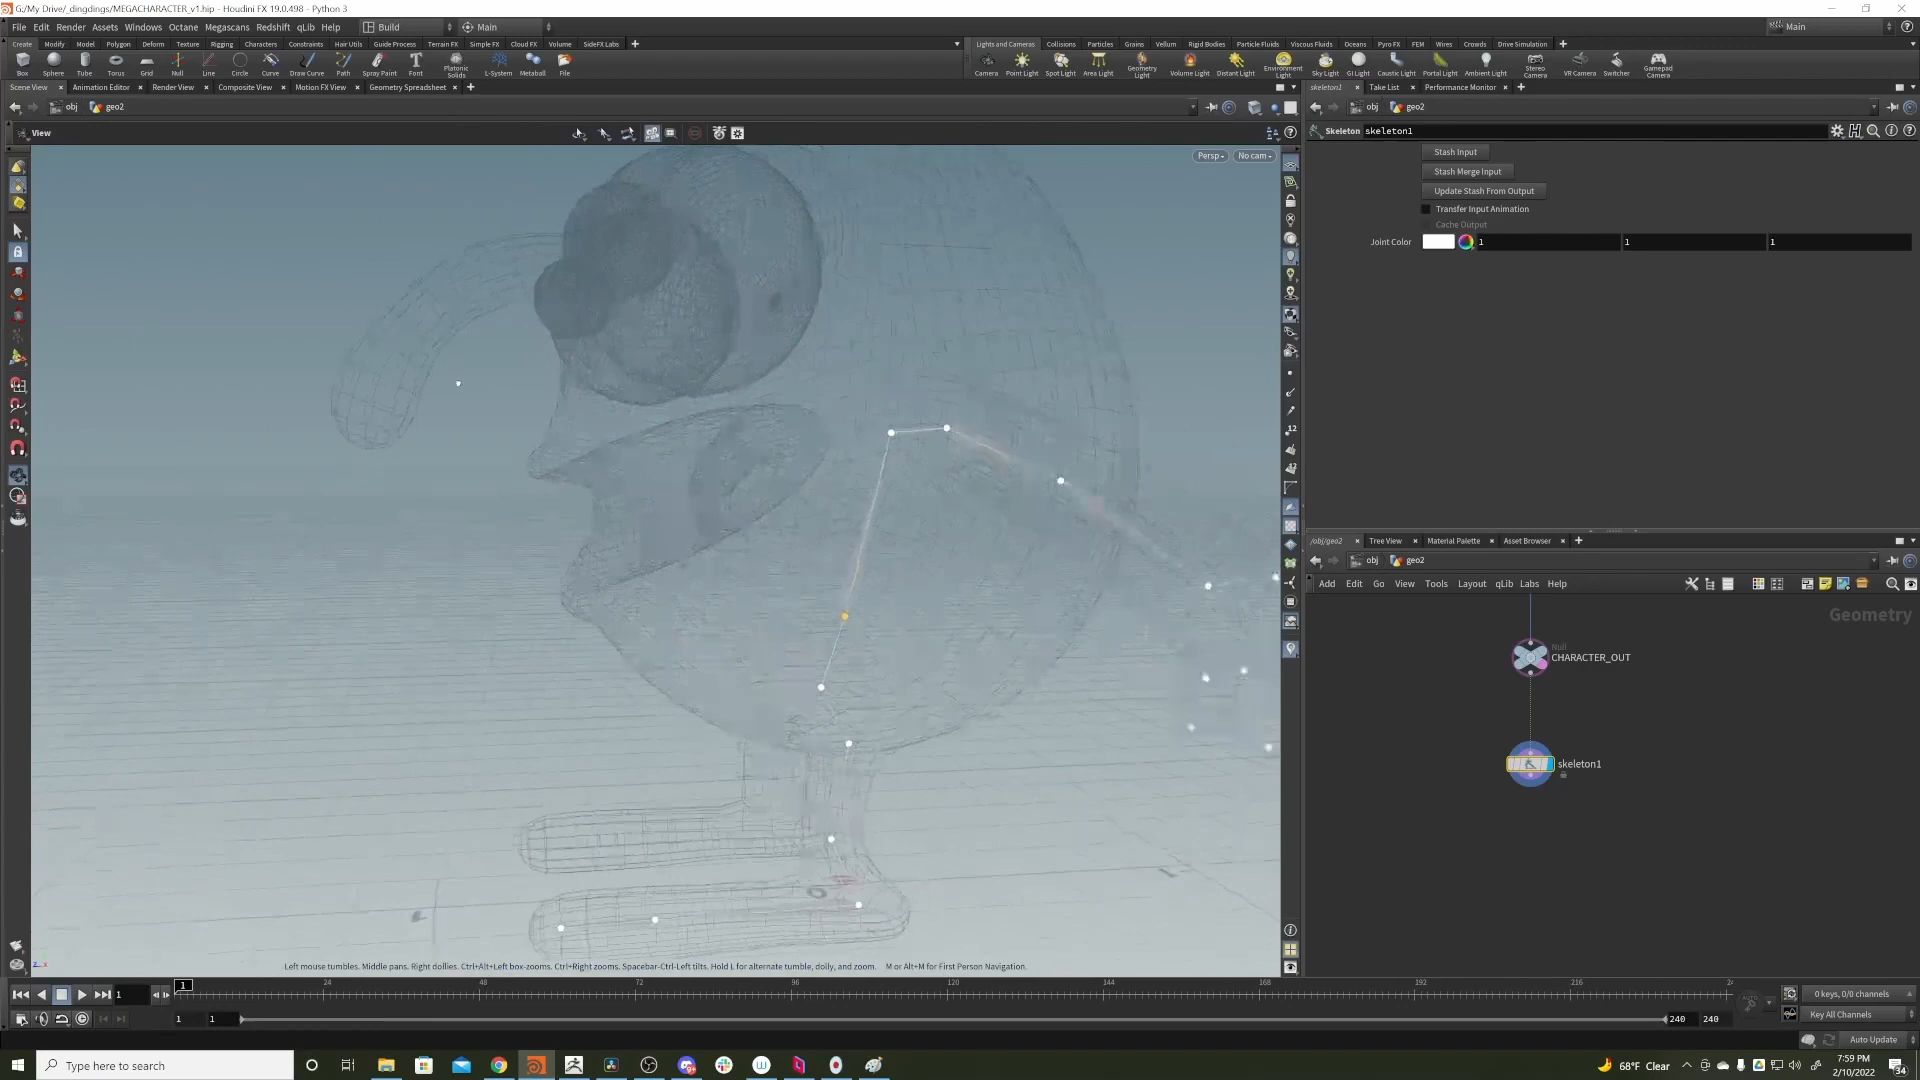 G:/My Drive/_dingdings/MEGACHARACTER_v1.hip - Houdini FX 19.0.498 - Python 3
File Edit Render Assets Windows Octane Megascans Redshift qLib Help Build Main Main
Create Modify Model Polygon Deform Texture Rigging Characters Constraints Hair Utils Guide Process Terrain FX Simple FX Cloud FX Volume SideFX Labs
Lights and Cameras Collisions Particles Grains Vellum Rigid Bodies Particle Fluids Viscous Fluids Oceans Pyro FX FEM Wires Crowds Drive Simulation
Box Sphere Tube Torus Grid Null Line Circle Curve Draw Curve Path Spray Paint Font Platonic Solids L-System Metaball File
Camera Point Light Spot Light Area Light Geometry Light Volume Light Distant Light Environment Light Sky Light GI Light Caustic Light Portal Light Ambient Light Stereo Camera VR Camera Switcher Gamepad Camera
Scene View Animation Editor Render View Composite View Motion FX View Geometry Spreadsheet
skeleton1 Take List Performance Monitor
obj geo2
obj geo2
View
Skeleton skeleton1
Persp No cam
Stash Input
Stash Merge Input
Update Stash From Output
Transfer Input Animation
Cache Output
Joint Color 1 1 1
12
12
/obj/geo2 Tree View Material Palette Asset Browser
obj geo2
Add Edit Go View Tools Layout qLib Labs Help
Geometry
Null
CHARACTER_OUT
skeleton1
Left mouse tumbles. Middle pans. Right dollies. Ctrl+Alt+Left box-zooms. Ctrl+Right zooms. Spacebar-Ctrl-Left tilts. Hold L for alternate tumble, dolly, and zoom. M or Alt+M for First Person Navigation.
1 1 24 48 72 96 120 144 168 192 216
0 keys, 0/0 channels
1 1 240 240
Key All Channels
Auto Update
Type here to search
68°F Clear
7:59 PM
2/10/2022
34